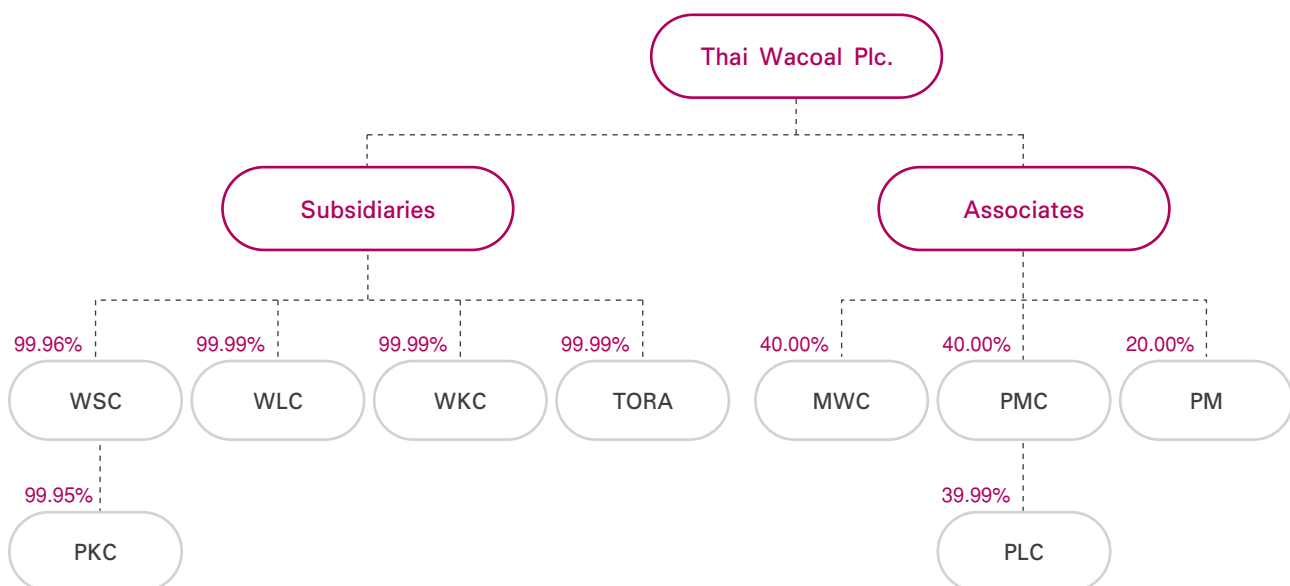 Thai Wacoal Plc.
Subsidiaries
Associates
99.96%
99.99%
99.99%
99.99%
40.00%
40.00%
20.00%
WSC
WLC
WKC
TORA
MWC
PMC
PM
99.95%
39.99%
PKC
PLC